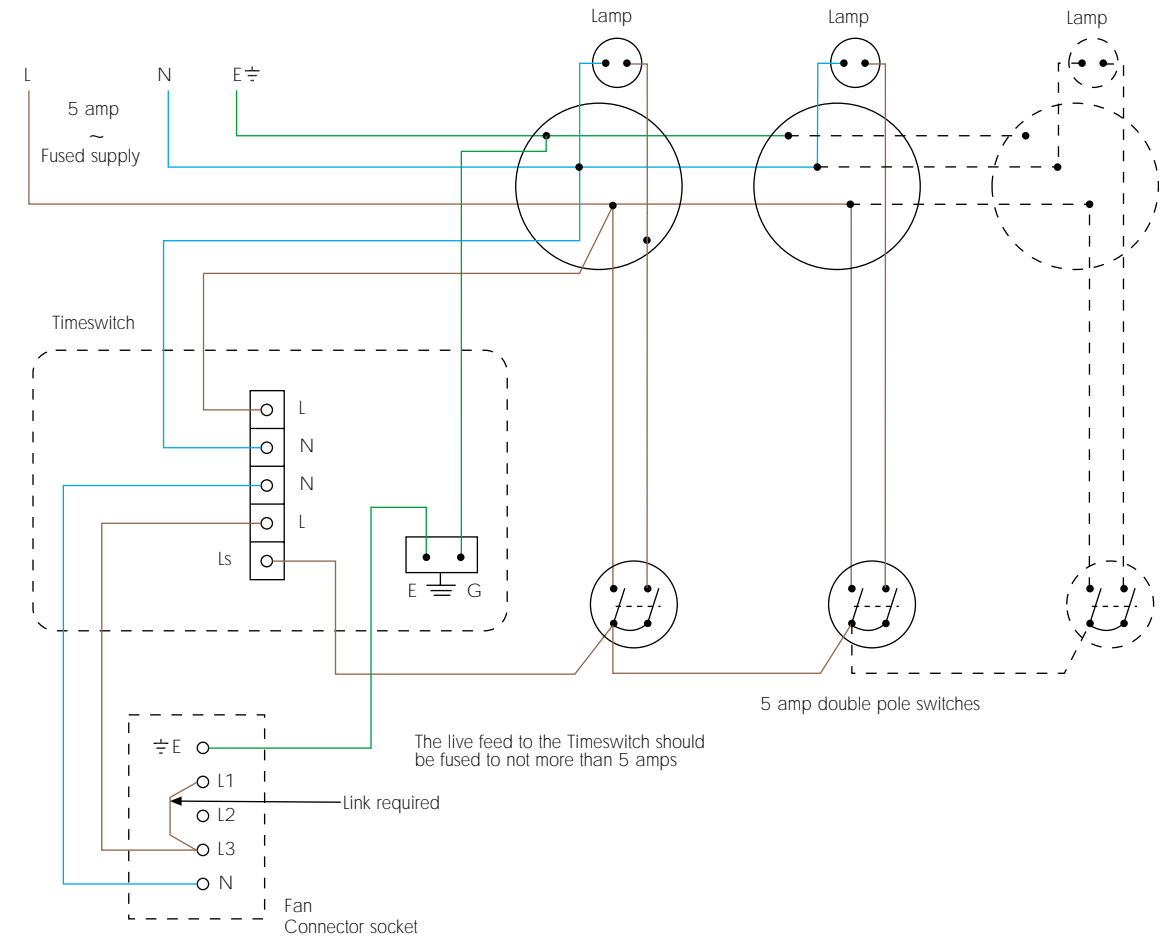 Lamp
Lamp
Lamp
L
N
E
5 amp
~
Fused supply
Timeswitch
L
N
N
L
Ls
E
G
5 amp double pole switches
The live feed to the Timeswitch should
be fused to not more than 5 amps
E
L1
Link required
L2
L3
N
Fan
Connector socket